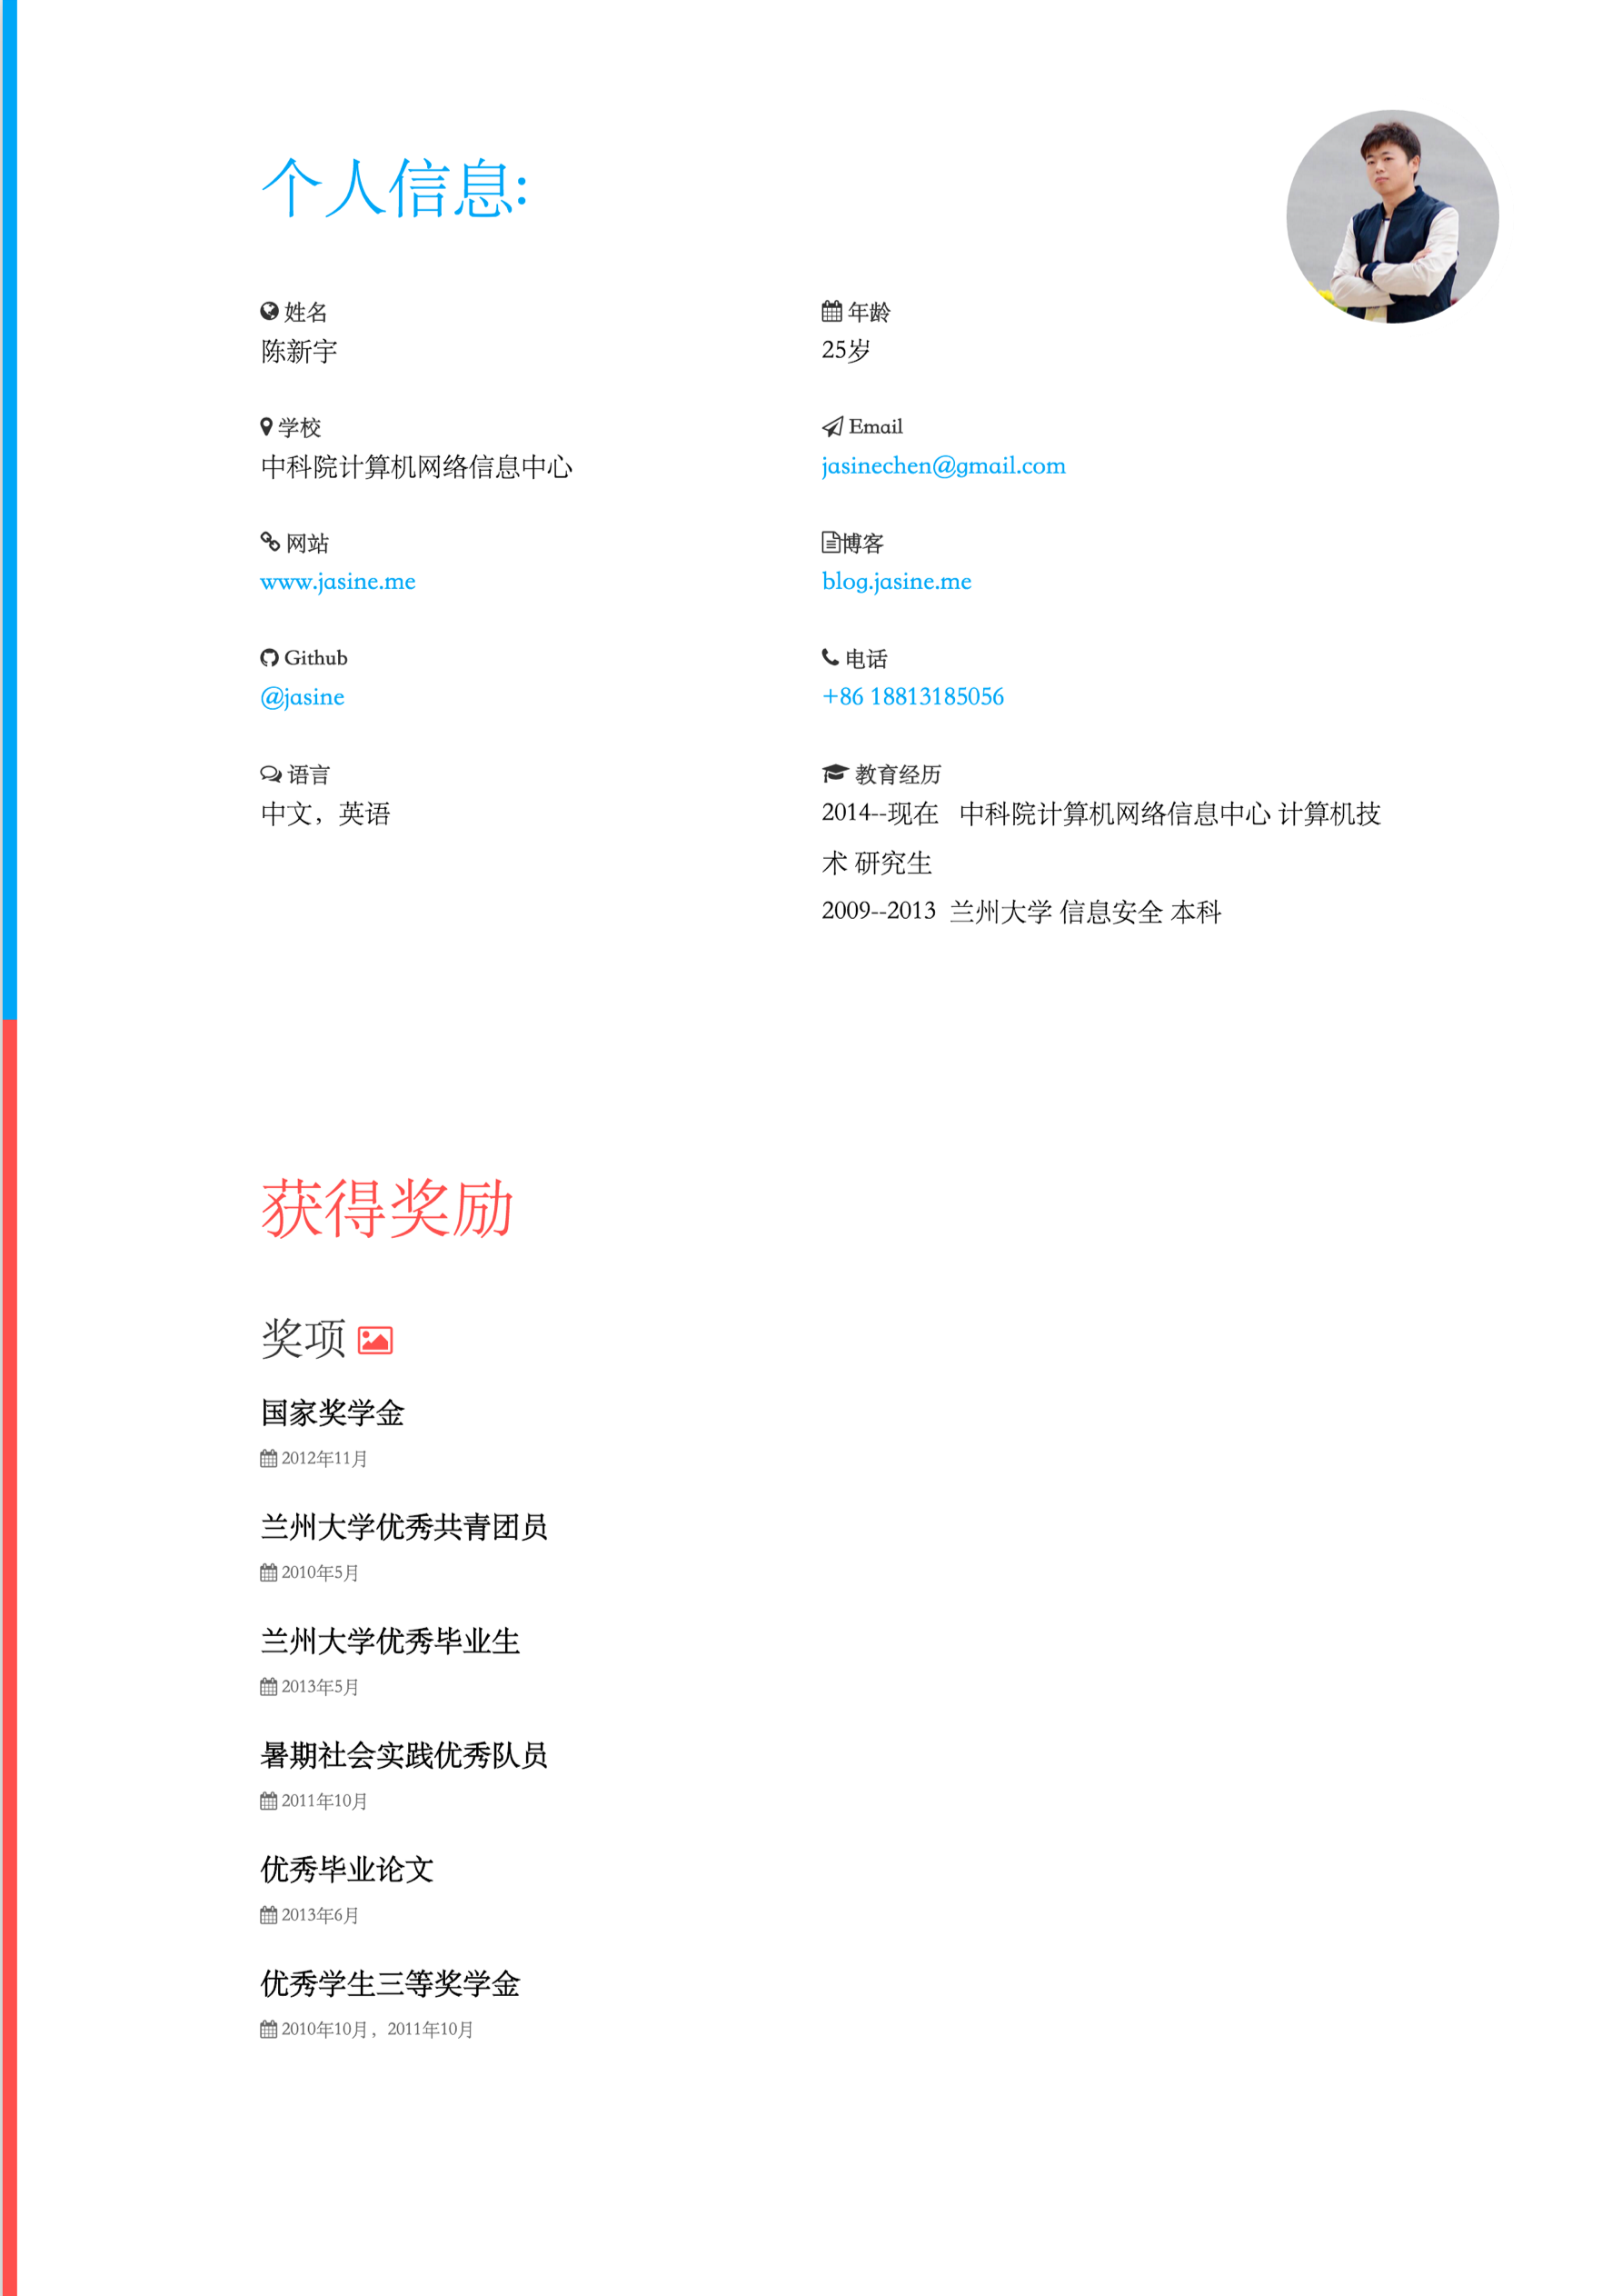 个人信息:
姓名
陈新宇
年龄
25岁
学校
中科院计算机网络信息中心
Email
jasinechen@gmail.com
网站
www.jasine.me
博客
blog.jasine.me
Github
@jasine
电话
+86 18813185056
语言
中文，英语
教育经历
2014--现在 中科院计算机网络信息中心 计算机技
术 研究生
2009--2013 兰州大学 信息安全 本科
获得奖励
奖项
国家奖学金
2012年11月
兰州大学优秀共青团员
2010年5月
兰州大学优秀毕业生
2013年5月
暑期社会实践优秀队员
2011年10月
优秀毕业论文
2013年6月
优秀学生三等奖学金
2010年10月，2011年10月